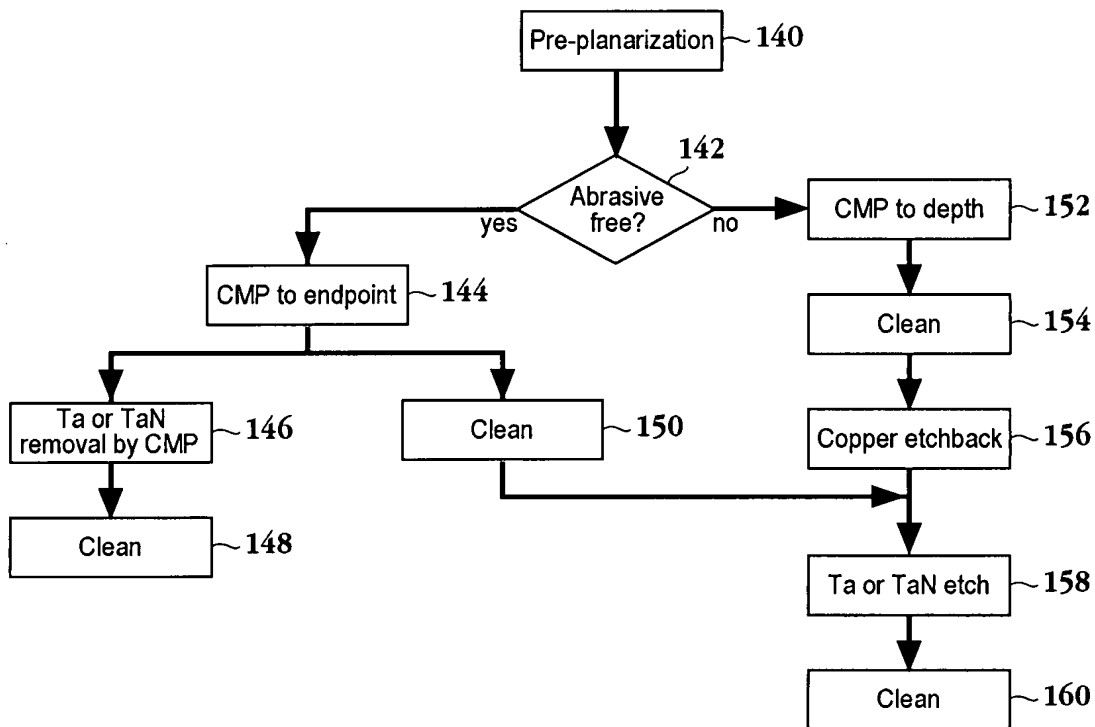 Pre-planarization 140
142
Abrasive
free?
yes
no
CMP to depth 152
CMP to endpoint 144
Clean 154
Ta or TaN
removal by CMP 146
Clean 150
Copper etchback 156
Clean 148
Ta or TaN etch 158
Clean 160